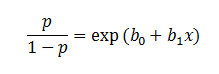 p / (1 − p) = exp (b₀ + b₁x)